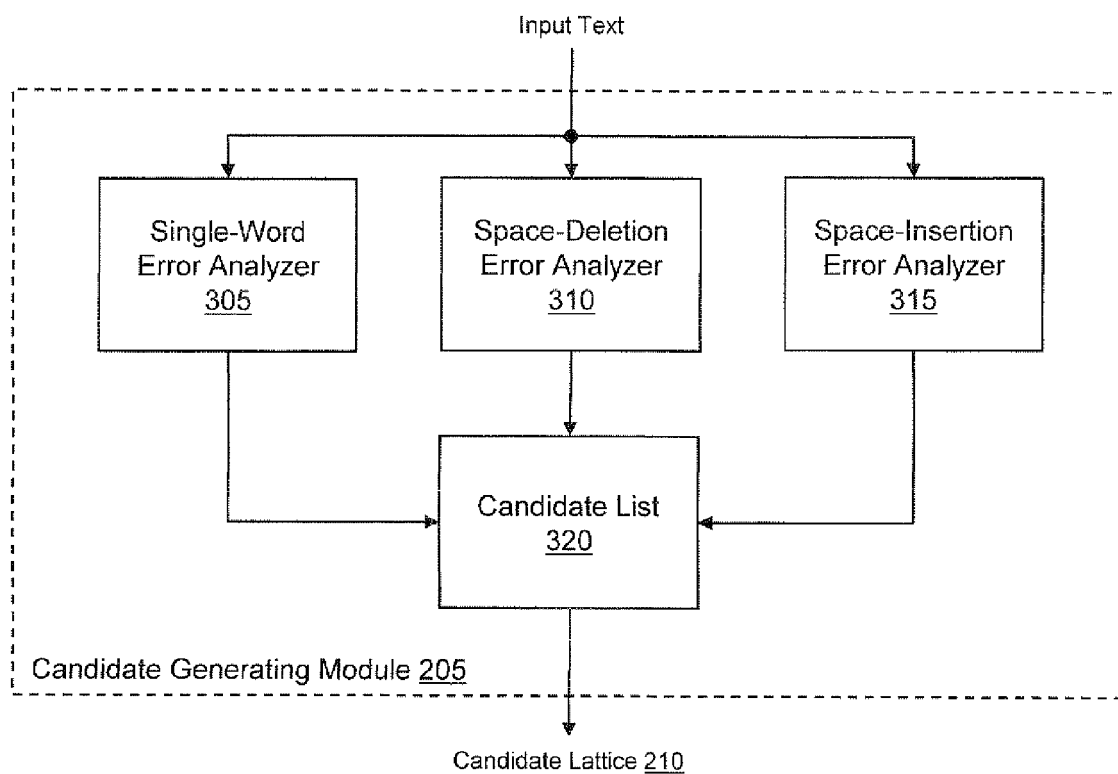 Input Text
Single-Word
Error Analyzer
305
Space-Deletion
Error Analyzer
310
Space-Insertion
Error Analyzer
315
Candidate List
320
Candidate Generating Module 205
Candidate Lattice 210